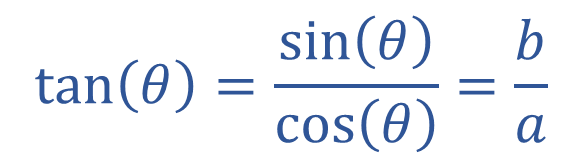 tan(θ) = sin(θ)/cos(θ) = b/a